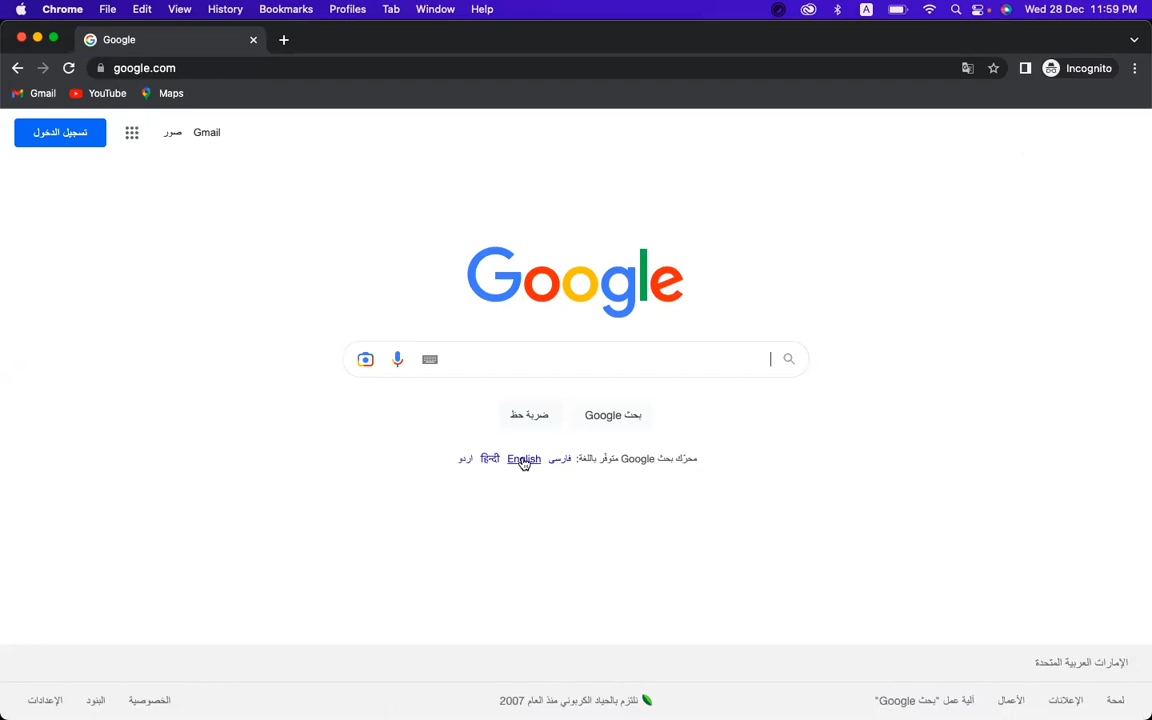 Chrome File Edit View History Bookmarks Profiles Tab Window Help A Wed 28 Dec 11:59 PM
Google
google.com Incognito
Gmail YouTube Maps
تسجيل الدخول صور Gmail
Google
بحث Google ضربة حظ
محرّك بحث Google متوفّر باللغة: فارسی English हिन्दी اردو
الإمارات العربية المتحدة
لمحة الإعلانات الأعمال آلية عمل "بحث Google" نلتزم بالحياد الكربوني منذ العام 2007 الخصوصية البنود الإعدادات